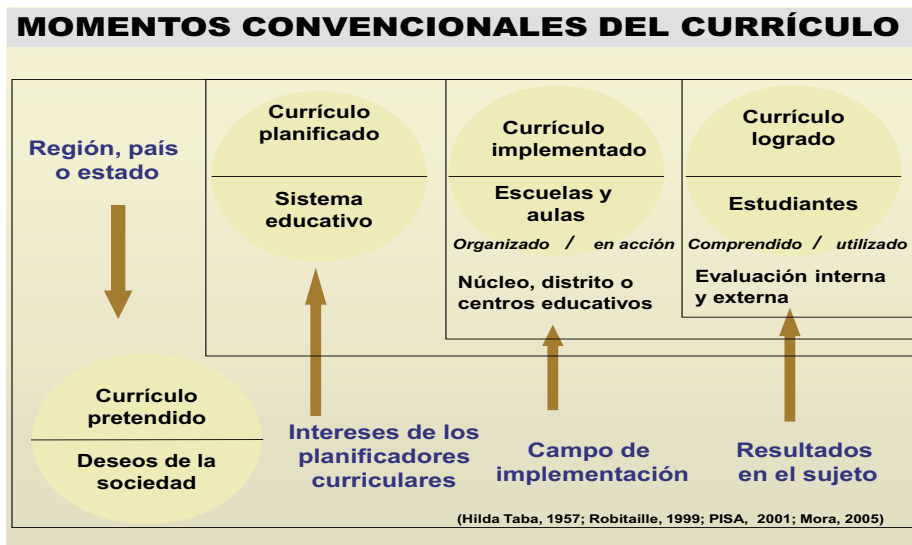 MOMENTOS CONVENCIONALES DEL CURRÍCULO
Región, país
o estado
Currículo
pretendido
Deseos de la
sociedad
Currículo
planificado
Sistema
educativo
Intereses de los
planificadores
curriculares
Currículo
implementado
Escuelas y
aulas
Organizado / en acción
Núcleo, distrito o
centros educativos
Campo de
implementación
Currículo
logrado
Estudiantes
Comprendido / utilizado
Evaluación interna
y externa
Resultados
en el sujeto
(Hilda Taba, 1957; Robitaille, 1999; PISA, 2001; Mora, 2005)